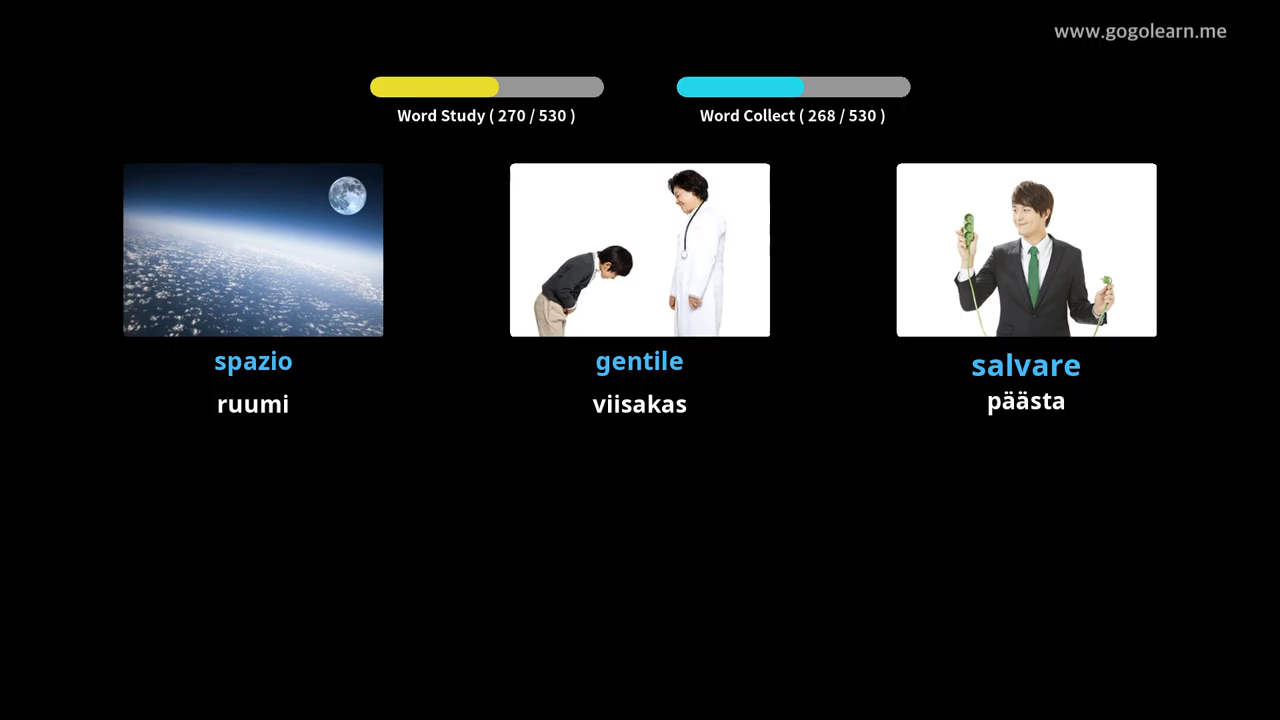 www.gogolearn.me
Word Study ( 270 / 530 )
Word Collect ( 268 / 530 )
spazio
ruumi
gentile
viisakas
salvare
päästa